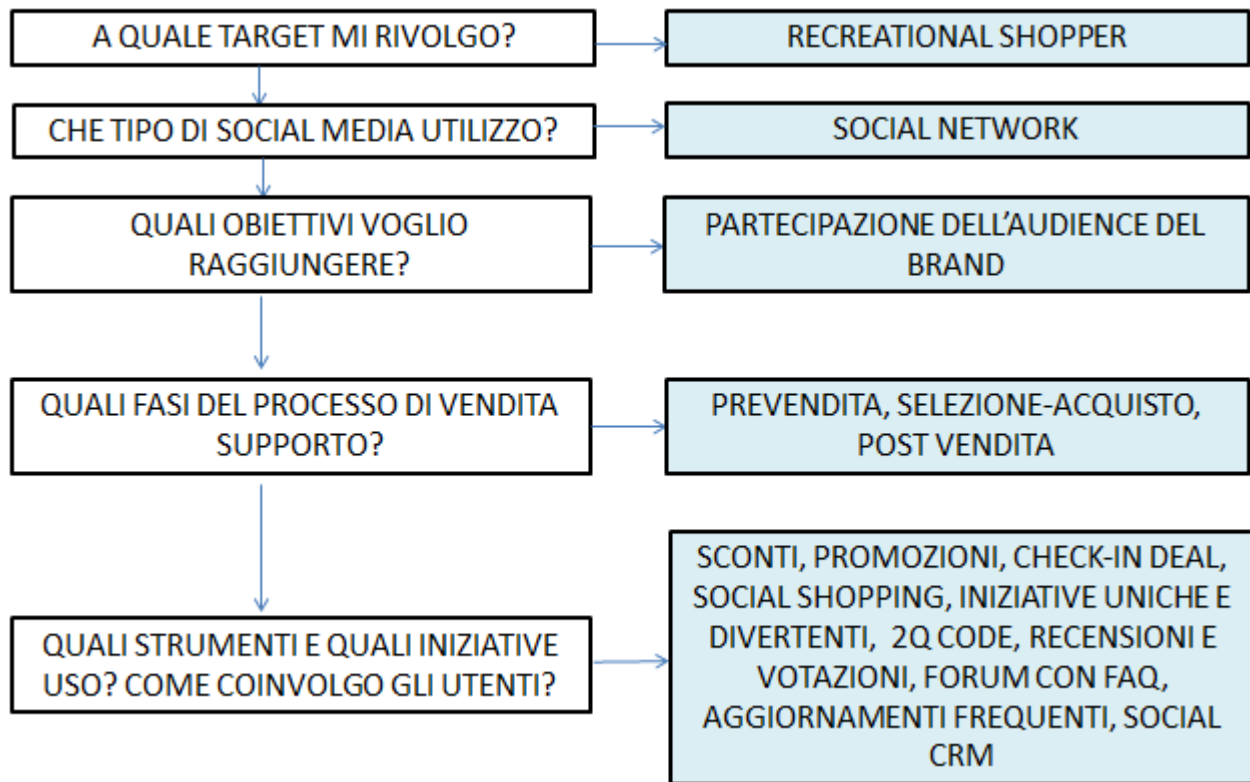 A QUALE TARGET MI RIVOLGO?
RECREATIONAL SHOPPER
CHE TIPO DI SOCIAL MEDIA UTILIZZO?
SOCIAL NETWORK
QUALI OBIETTIVI VOGLIO
RAGGIUNGERE?
PARTECIPAZIONE DELL'AUDIENCE DEL
BRAND
QUALI FASI DEL PROCESSO DI VENDITA
SUPPORTO?
PREVENDITA, SELEZIONE-ACQUISTO,
POST VENDITA
QUALI STRUMENTI E QUALI INIZIATIVE
USO? COME COINVOLGO GLI UTENTI?
SCONTI, PROMOZIONI, CHECK-IN DEAL,
SOCIAL SHOPPING, INIZIATIVE UNICHE E
DIVERTENTI, 2Q CODE, RECENSIONI E
VOTAZIONI, FORUM CON FAQ,
AGGIORNAMENTI FREQUENTI, SOCIAL
CRM